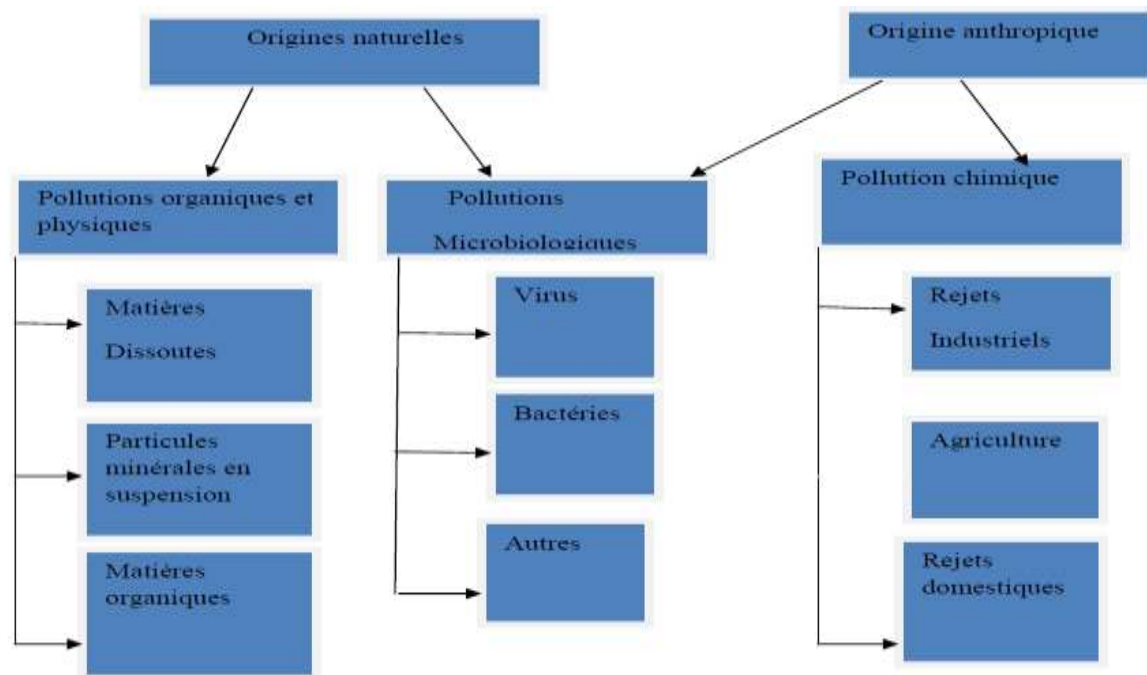 Origines naturelles
Origine anthropique
Pollutions organiques et
physiques
Pollutions
Microbiologiques
Pollution chimique
Matières
Dissoutes
Particules
minérales en
suspension
Matières
organiques
Virus
Bactéries
Autres
Rejets
Industriels
Agriculture
Rejets
domestiques